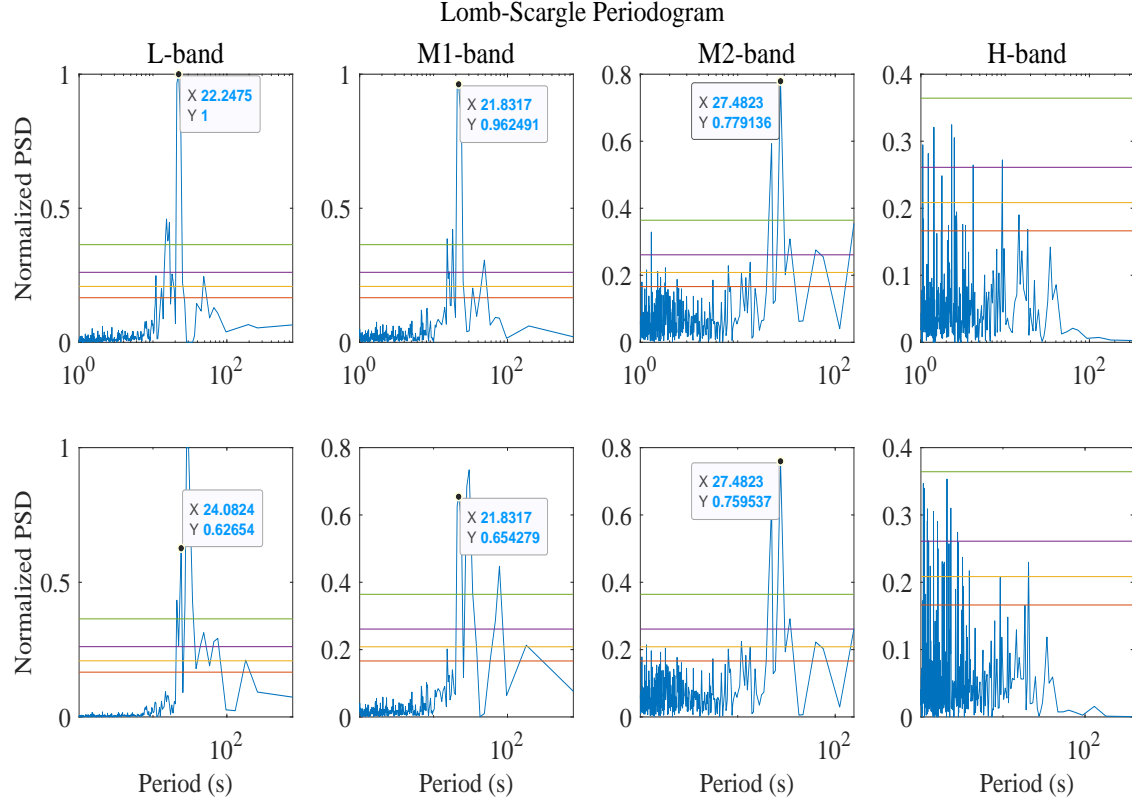 Lomb-Scargle Periodogram
L-band
M1-band
M2-band
H-band
Normalized PSD
1
0.5
0
10^0
10^2
X 22.2475
Y 1
1
0.5
0
10^0
10^2
X 21.8317
Y 0.962491
0.8
0.6
0.4
0.2
0
10^0
10^2
X 27.4823
Y 0.779136
0.4
0.3
0.2
0.1
0
10^0
10^2
Normalized PSD
1
0.5
0
10^2
Period (s)
X 24.0824
Y 0.62654
0.8
0.6
0.4
0.2
0
10^2
Period (s)
X 21.8317
Y 0.654279
0.8
0.6
0.4
0.2
0
10^2
Period (s)
X 27.4823
Y 0.759537
0.4
0.3
0.2
0.1
0
10^2
Period (s)